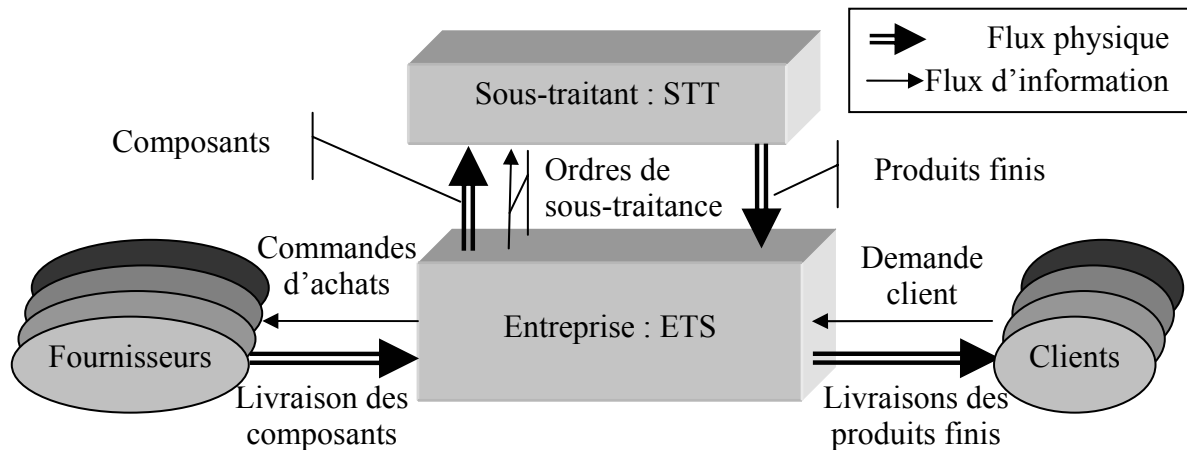 Flux physique
Flux d’information
Sous-traitant : STT
Composants
Ordres de
sous-traitance
Produits finis
Commandes
d’achats
Demande
client
Fournisseurs
Entreprise : ETS
Clients
Livraison des
composants
Livraisons des
produits finis